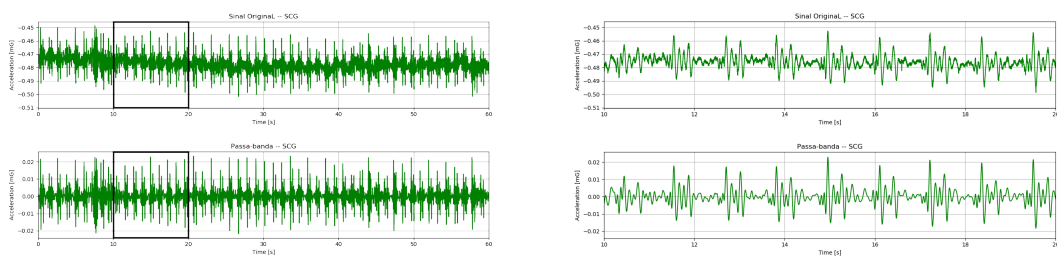 Sinal OriginaL -- SCG
Acceleration [mG]
−0.45
−0.46
−0.47
−0.48
−0.49
−0.50
−0.51
0 10 20 30 40 50 60
Time [s]
Sinal OriginaL -- SCG
Acceleration [mG]
−0.45
−0.46
−0.47
−0.48
−0.49
−0.50
−0.51
10 12 14 16 18 20
Time [s]
Passa-banda -- SCG
Acceleration [mG]
0.02
0.01
0.00
−0.01
−0.02
0 10 20 30 40 50 60
Time [s]
Passa-banda -- SCG
Acceleration [mG]
0.02
0.01
0.00
−0.01
−0.02
10 12 14 16 18 20
Time [s]